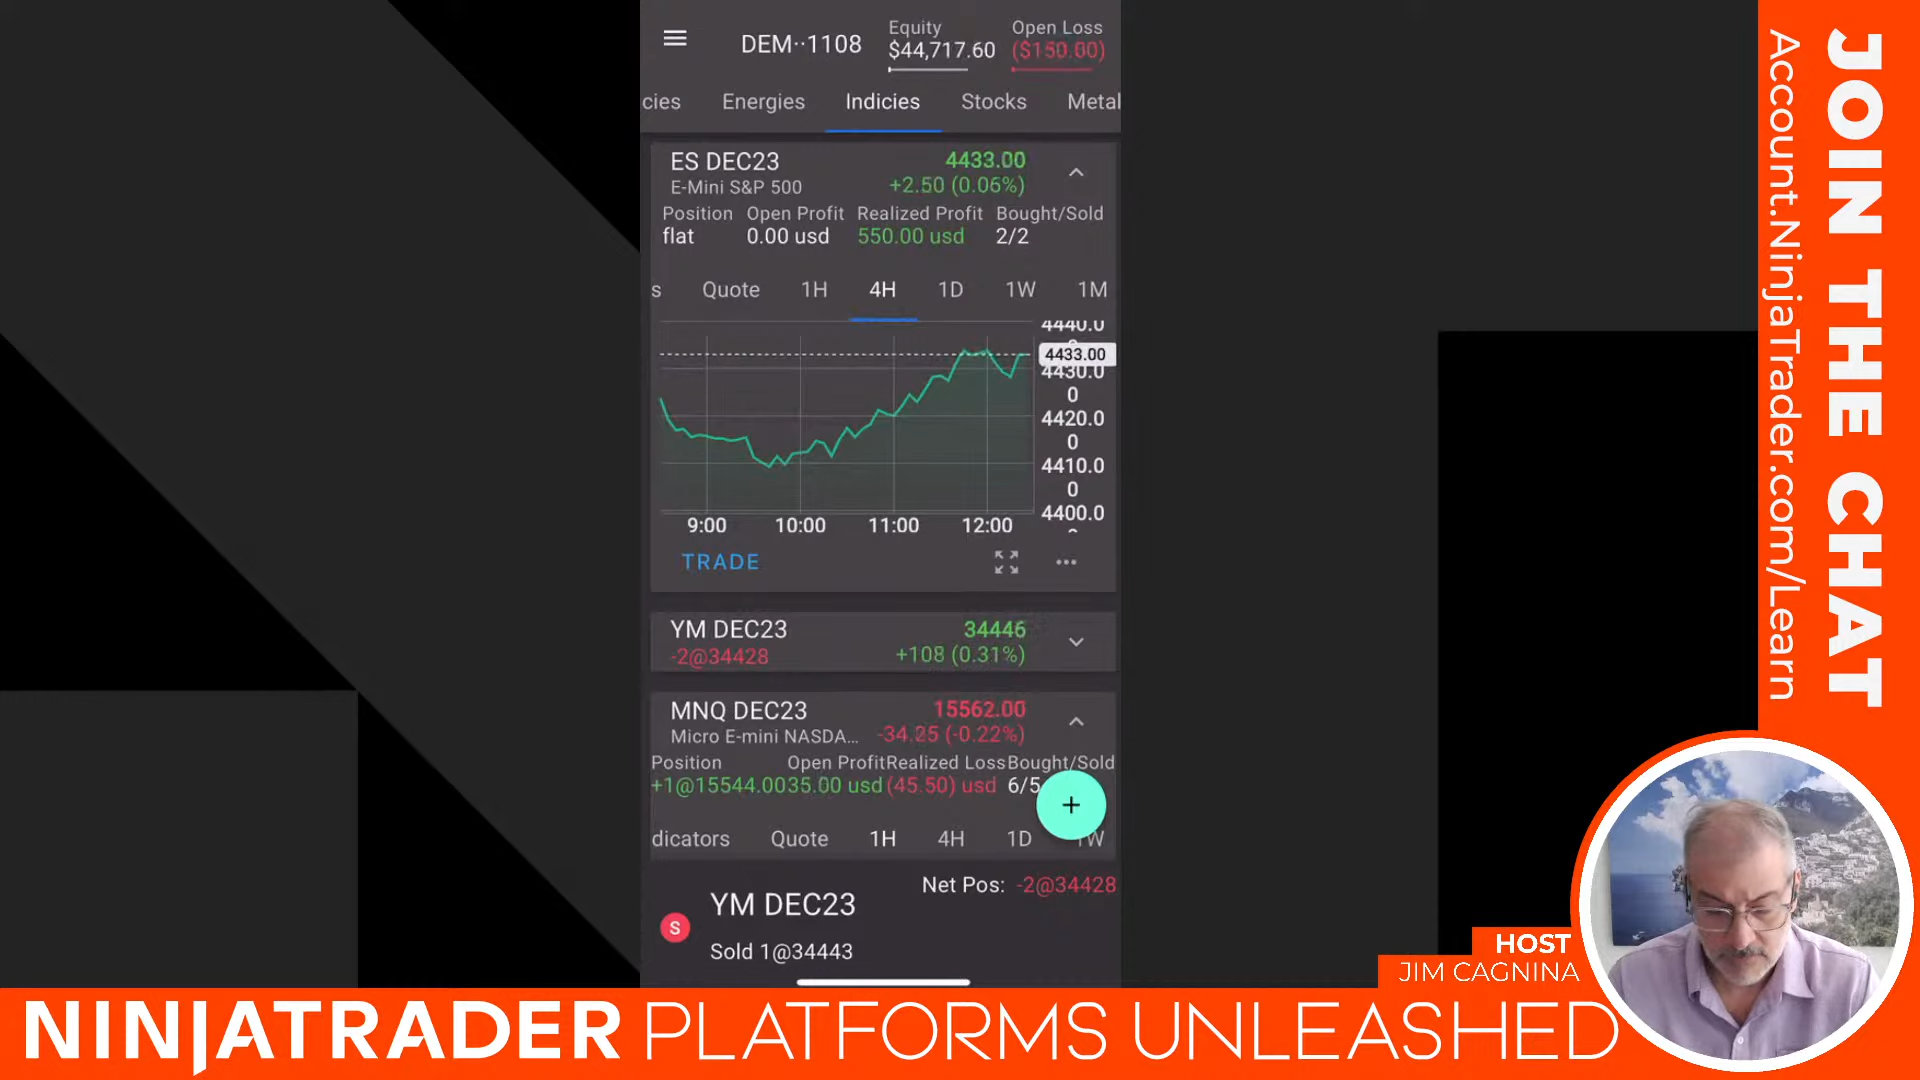 DEM··1108
Equity
$44,717.60
Open Loss
($150.00)
cies Energies Indicies Stocks Metal
ES DEC23
E-Mini S&P 500
4433.00
+2.50 (0.06%)
Position Open Profit Realized Profit Bought/Sold
flat 0.00 usd 550.00 usd 2/2
s Quote 1H 4H 1D 1W 1M
4440.0
4433.00
4430.0
0
4420.0
0
4410.0
0
4400.0
9:00 10:00 11:00 12:00
TRADE
YM DEC23
-2@34428
34446
+108 (0.31%)
MNQ DEC23
Micro E-mini NASDA...
15562.00
-34.25 (-0.22%)
Position Open Profit Realized Loss Bought/Sold
+1@15544.00 35.00 usd (45.50) usd 6/5
+
dicators Quote 1H 4H 1D 1W
Net Pos: -2@34428
S
YM DEC23
Sold 1@34443
JOIN THE CHAT
Account.NinjaTrader.com/Learn
HOST
JIM CAGNINA
NINJATRADER PLATFORMS UNLEASHED